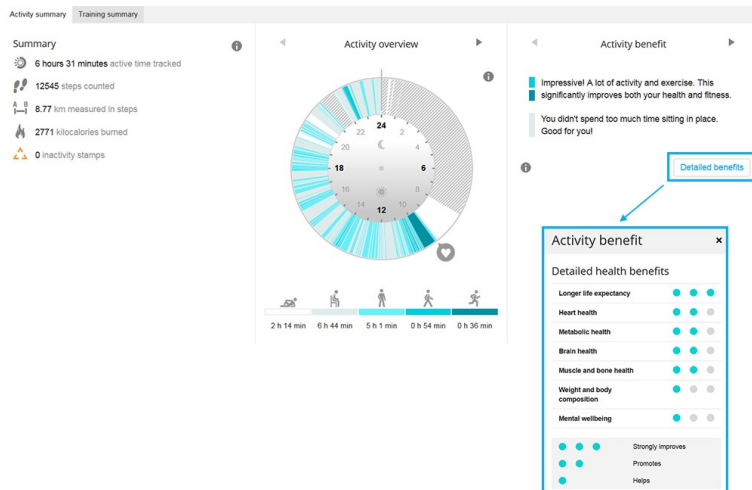 Activity summary
Training summary
Summary
6 hours 31 minutes active time tracked
12545 steps counted
A B
8.77 km measured in steps
2771 kilocalories burned
0 inactivity stamps
Activity overview
24
2
4
6
8
10
12
14
16
18
20
22
2 h 14 min
6 h 44 min
5 h 1 min
0 h 54 min
0 h 36 min
Activity benefit
Impressive! A lot of activity and exercise. This
significantly improves both your health and fitness.
You didn't spend too much time sitting in place.
Good for you!
Detailed benefits
Activity benefit
×
Detailed health benefits
Longer life expectancy
Heart health
Metabolic health
Brain health
Muscle and bone health
Weight and body
composition
Mental wellbeing
Strongly improves
Promotes
Helps